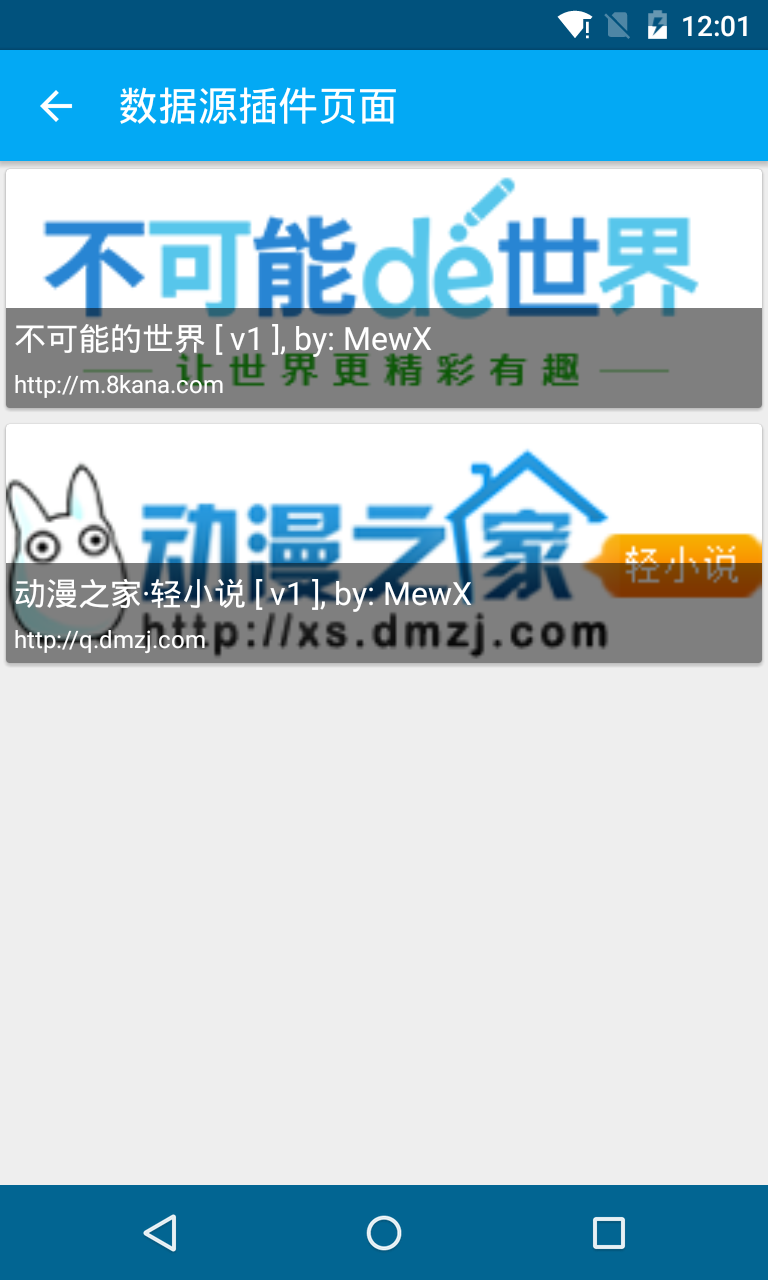 12:01
数据源插件页面
不可能de世界
不可能的世界 [ v1 ], by: MewX
让世界更精彩有趣
http://m.8kana.com
动漫之家
轻小说
动漫之家·轻小说 [ v1 ], by: MewX
http://xs.dmzj.com
http://q.dmzj.com